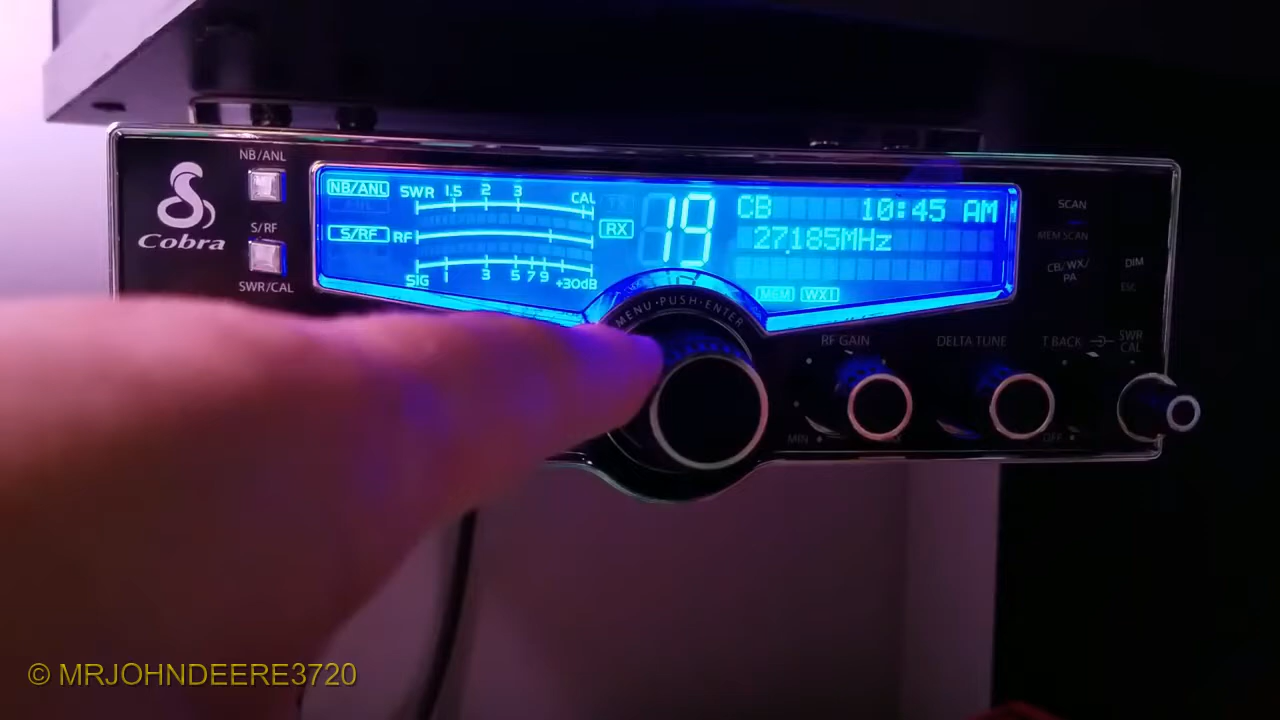 NB/ANL
Cobra
S/RF
SWR/CAL
NB/ANL SWR 1.5 2 3 CAL
S/RF RF
SIG 3 5 7 9 +30dB
TX
RX
19
CB 10:45 AM
27.185MHz
MEM WX
MENU·PUSH·ENTER
SCAN
MEM SCAN
CB/WX/
PA
DIM
ESC
RF GAIN
MIN
DELTA TUNE
T BACK
SWR
CAL
OFF
© MRJOHNDEERE3720